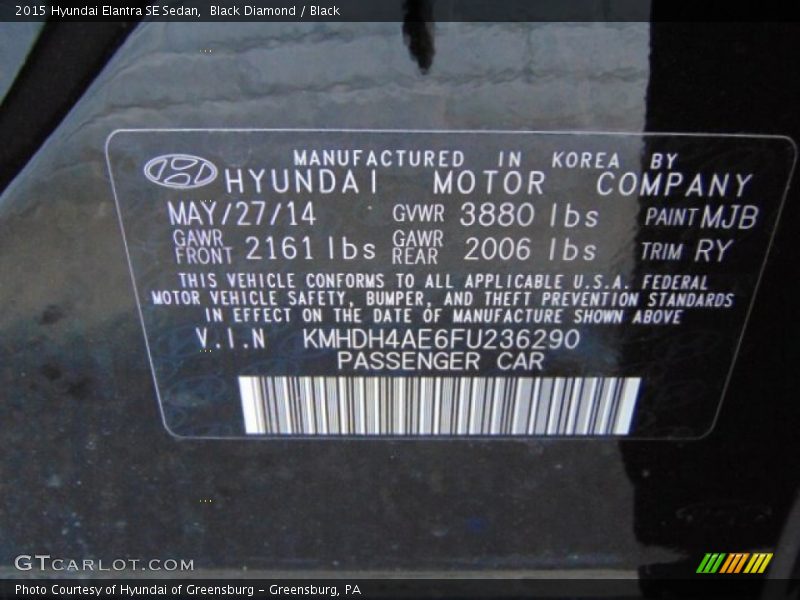 2015 Hyundai Elantra SE Sedan, Black Diamond / Black
MANUFACTURED IN KOREA BY
HYUNDAI MOTOR COMPANY
MAY/27/14 GVWR 3880 lbs PAINT MJB
GAWR FRONT 2161 lbs GAWR REAR 2006 lbs TRIM RY
THIS VEHICLE CONFORMS TO ALL APPLICABLE U.S.A. FEDERAL
MOTOR VEHICLE SAFETY, BUMPER, AND THEFT PREVENTION STANDARDS
IN EFFECT ON THE DATE OF MANUFACTURE SHOWN ABOVE
V.I.N KMHDH4AE6FU236290
PASSENGER CAR
GTCARLOT.COM
Photo Courtesy of Hyundai of Greensburg - Greensburg, PA